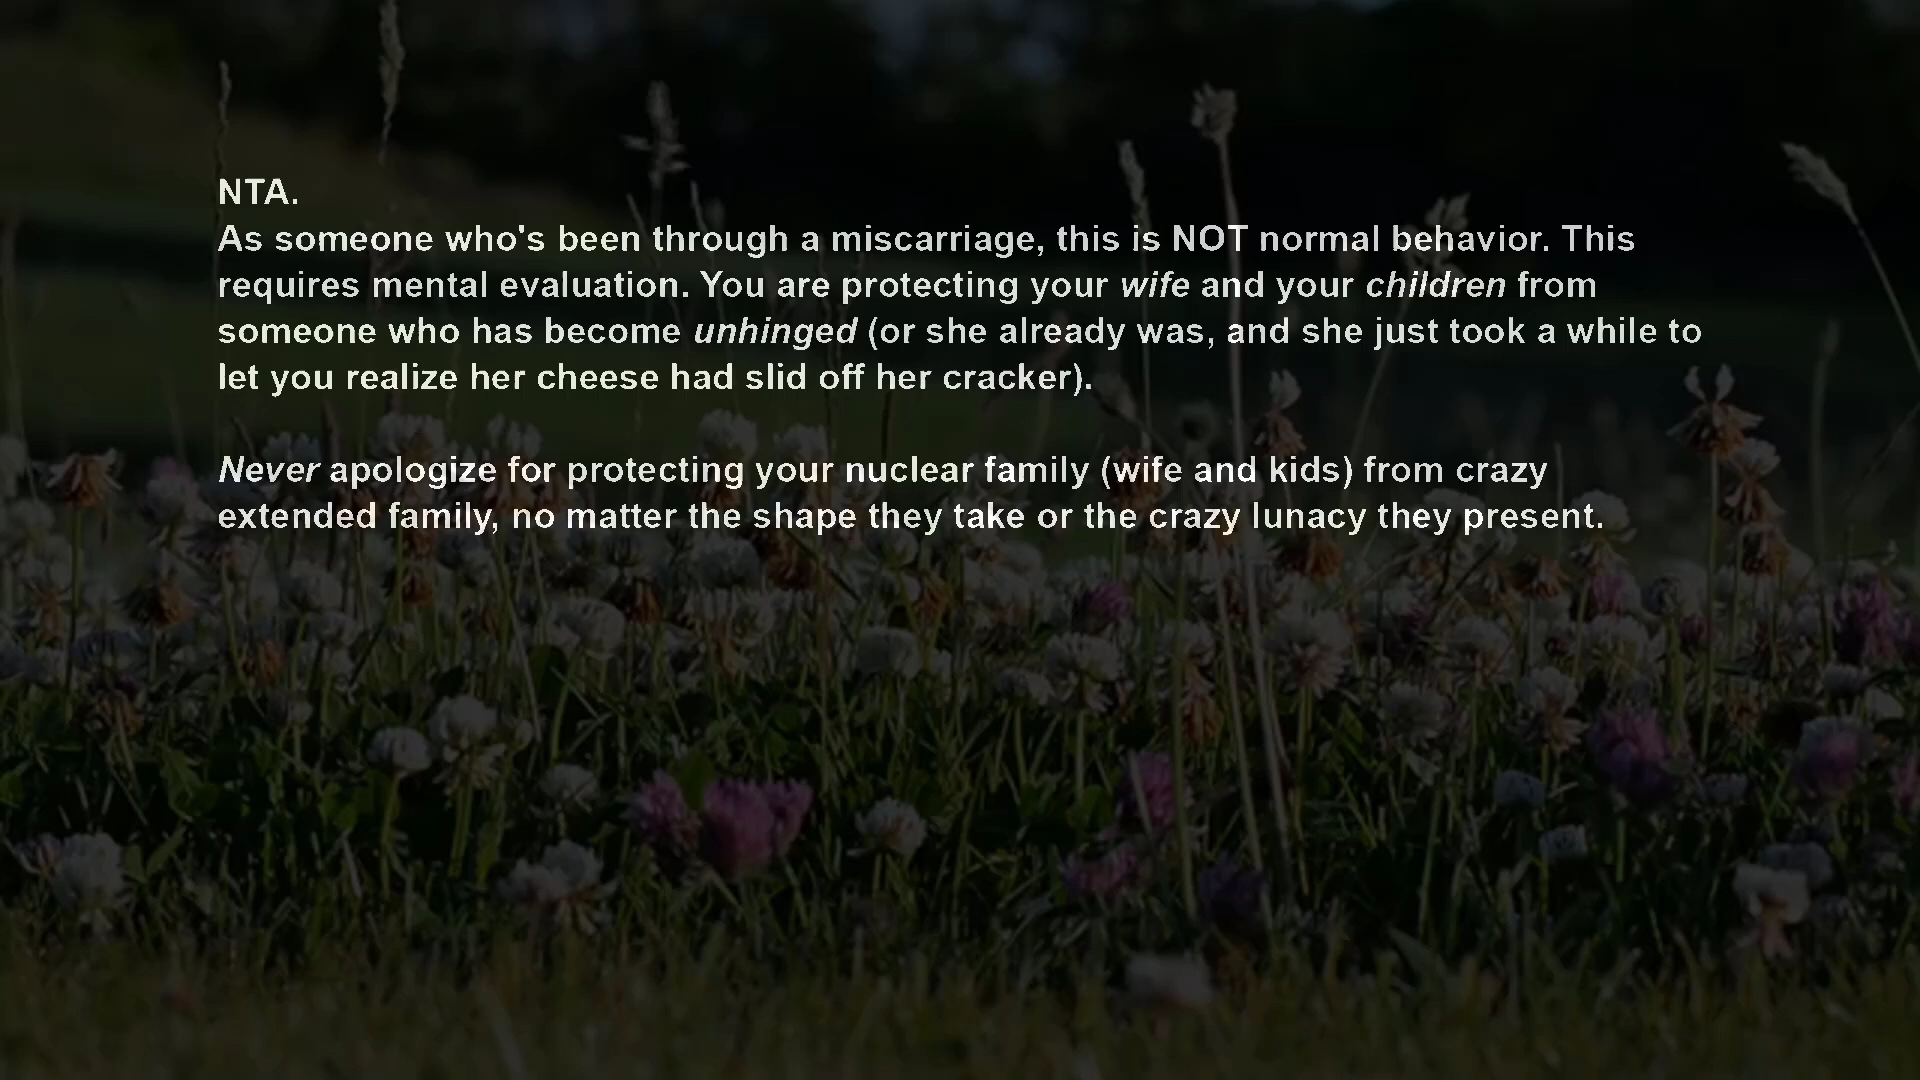 NTA.
As someone who's been through a miscarriage, this is NOT normal behavior. This
requires mental evaluation. You are protecting your wife and your children from
someone who has become unhinged (or she already was, and she just took a while to
let you realize her cheese had slid off her cracker).
Never apologize for protecting your nuclear family (wife and kids) from crazy
extended family, no matter the shape they take or the crazy lunacy they present.